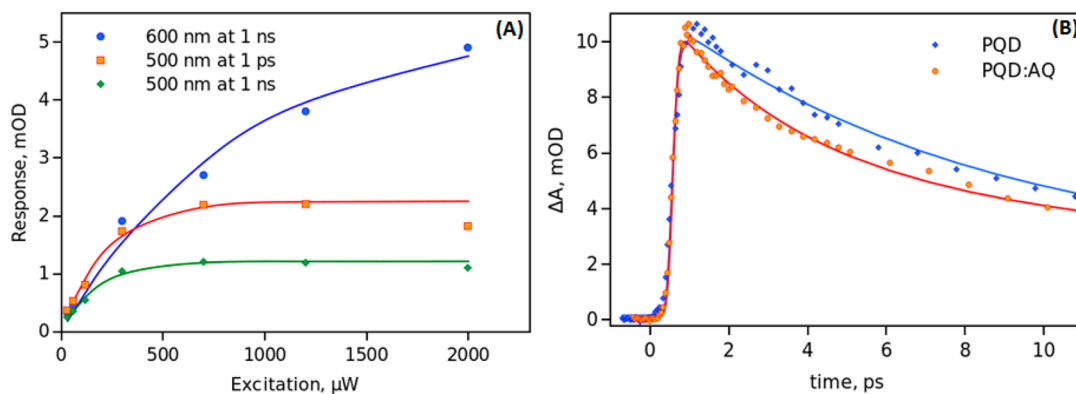 (A)
600 nm at 1 ns
500 nm at 1 ps
500 nm at 1 ns
Response, mOD
5
4
3
2
1
0
0 500 1000 1500 2000
Excitation, µW
(B)
PQD
PQD:AQ
ΔA, mOD
10
8
6
4
2
0
0 2 4 6 8 10
time, ps